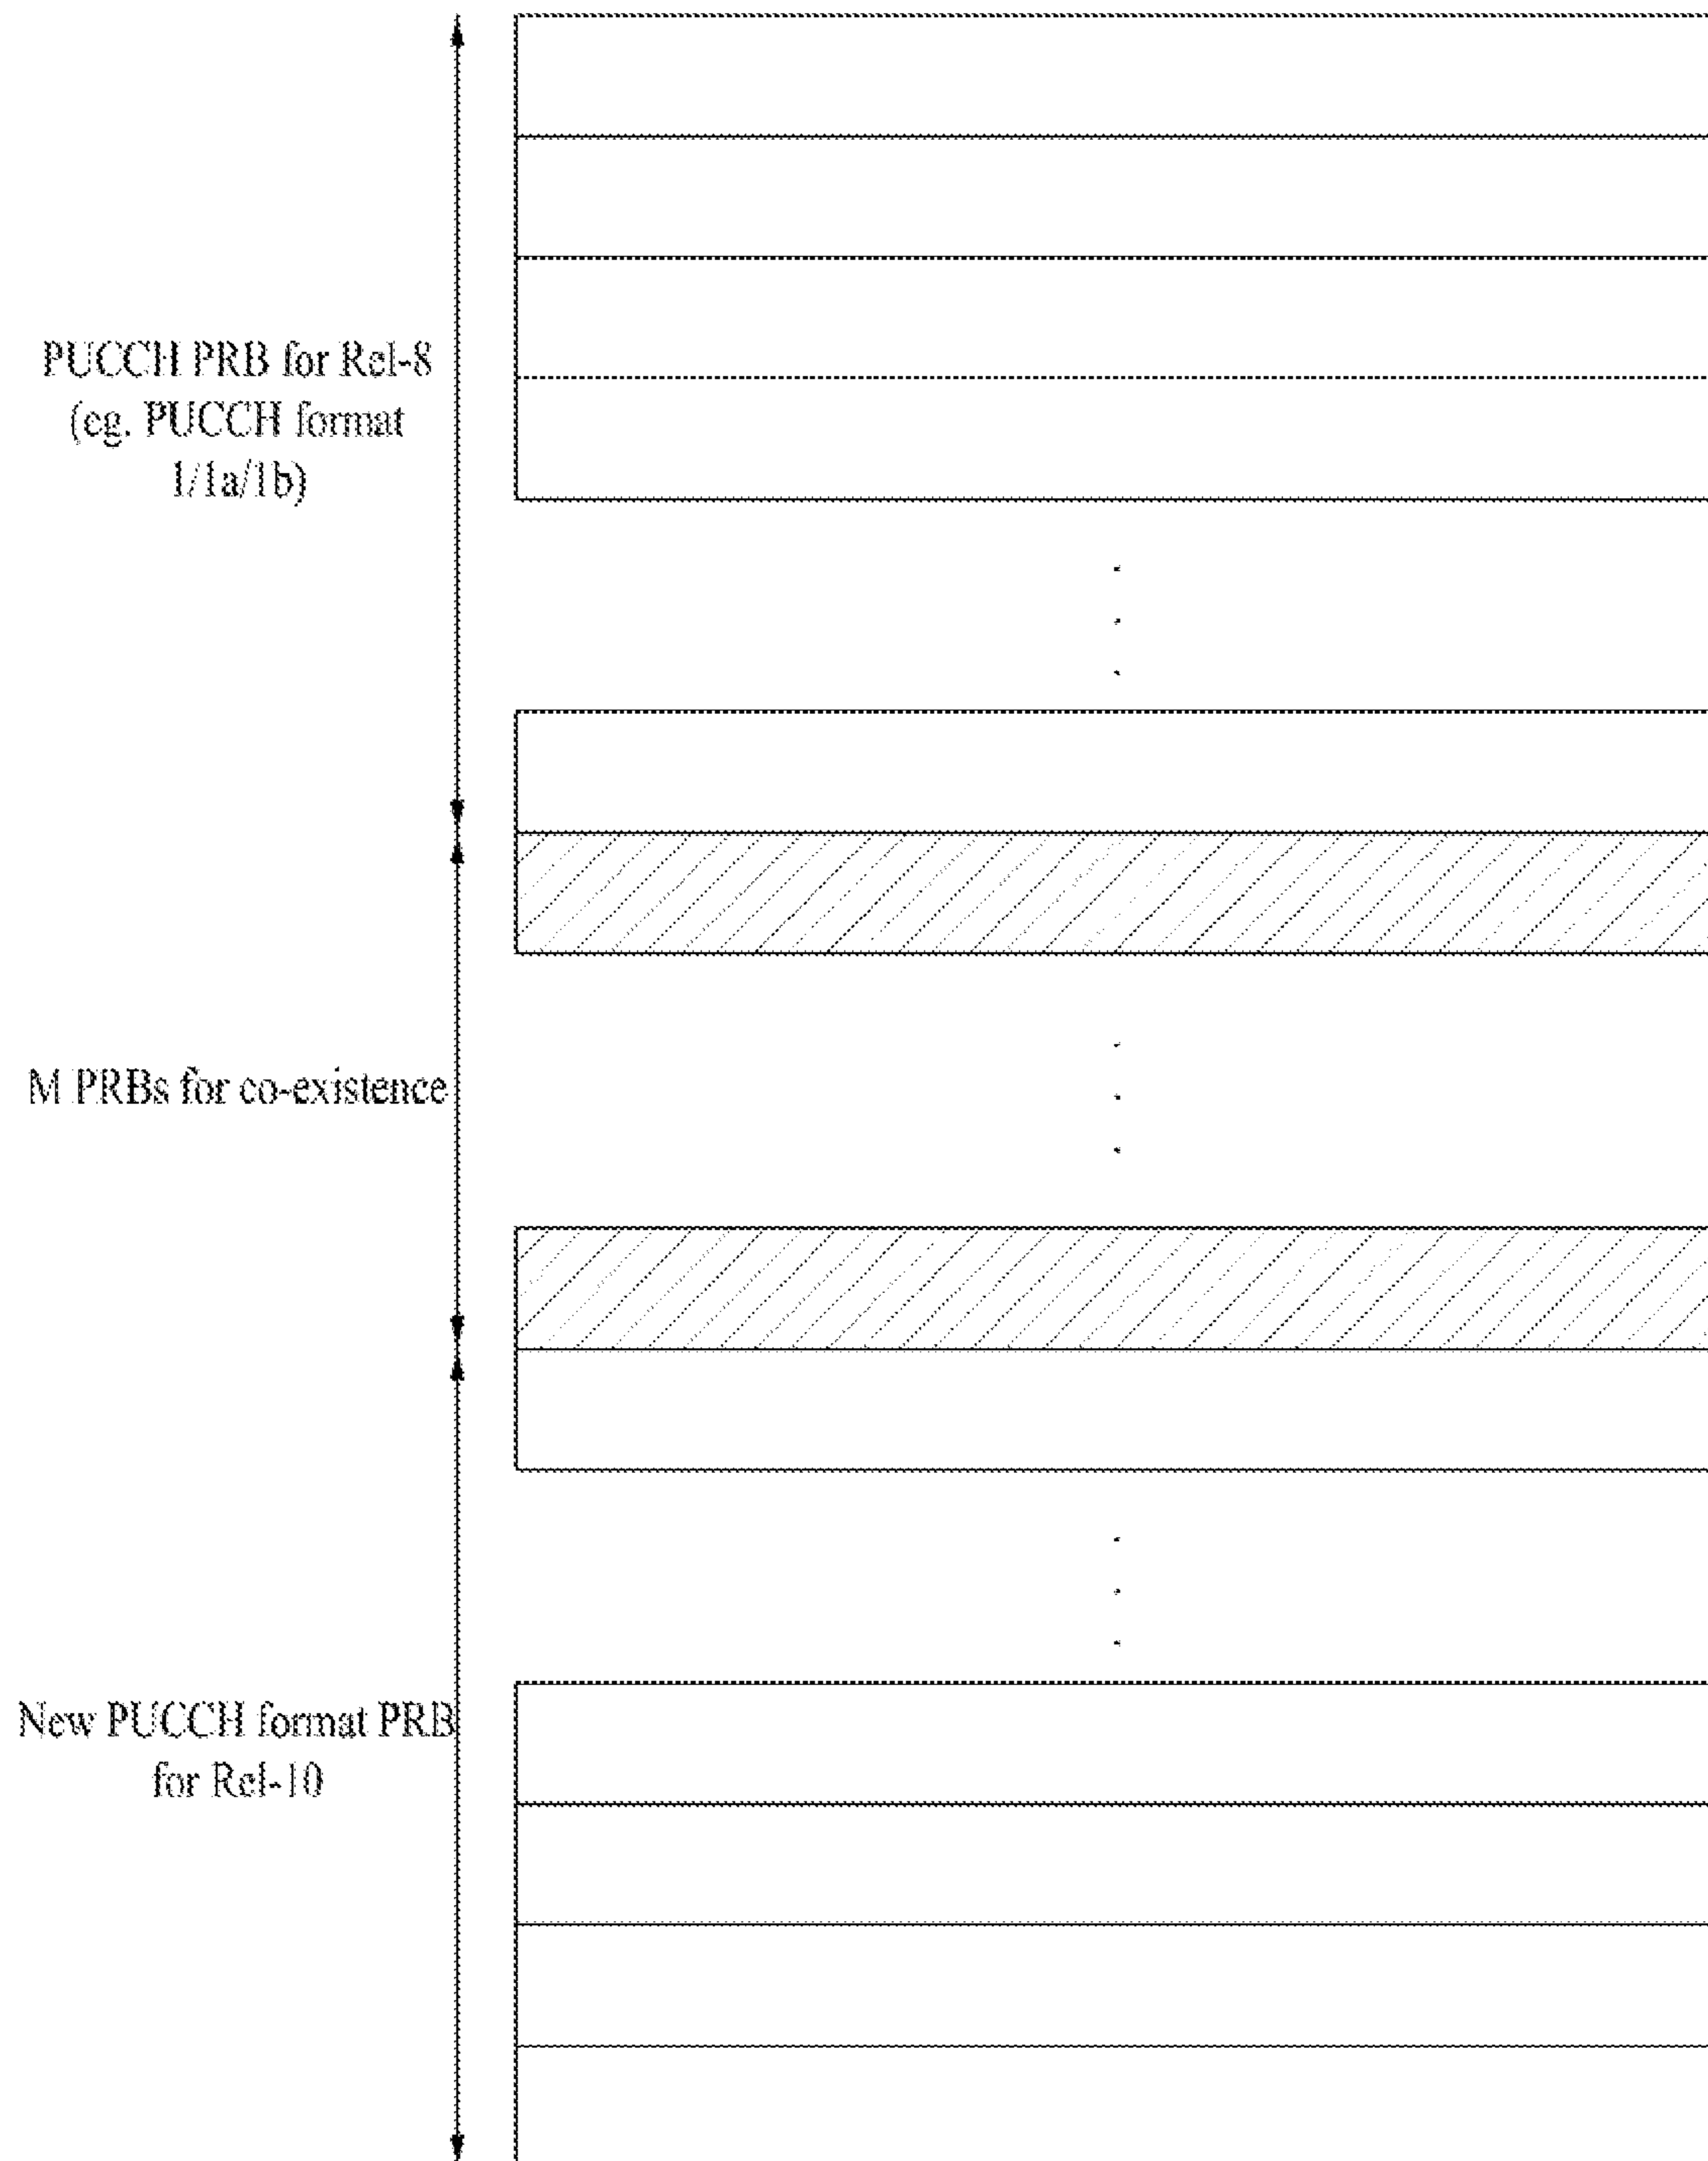 PUCCH PRB for Rel-8
(eg. PUCCH format
1/1a/1b)
M PRBs for co-existence
New PUCCH format PRB
for Rel-10